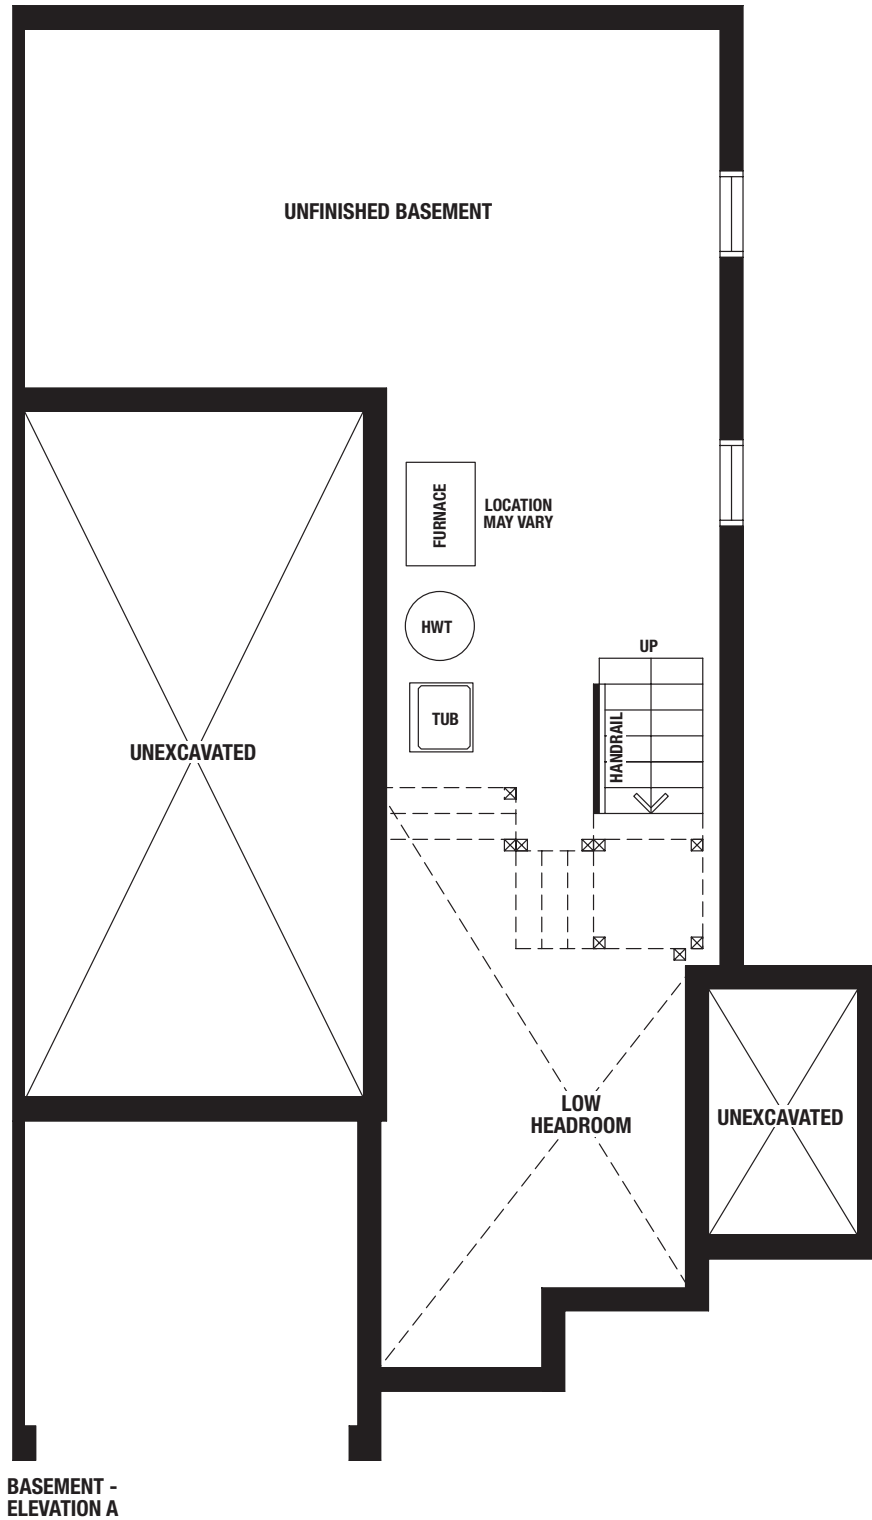 UNFINISHED BASEMENT
FURNACE
LOCATION
MAY VARY
HWT
UP
TUB
HANDRAIL
UNEXCAVATED
LOW
HEADROOM
UNEXCAVATED
BASEMENT -
ELEVATION A